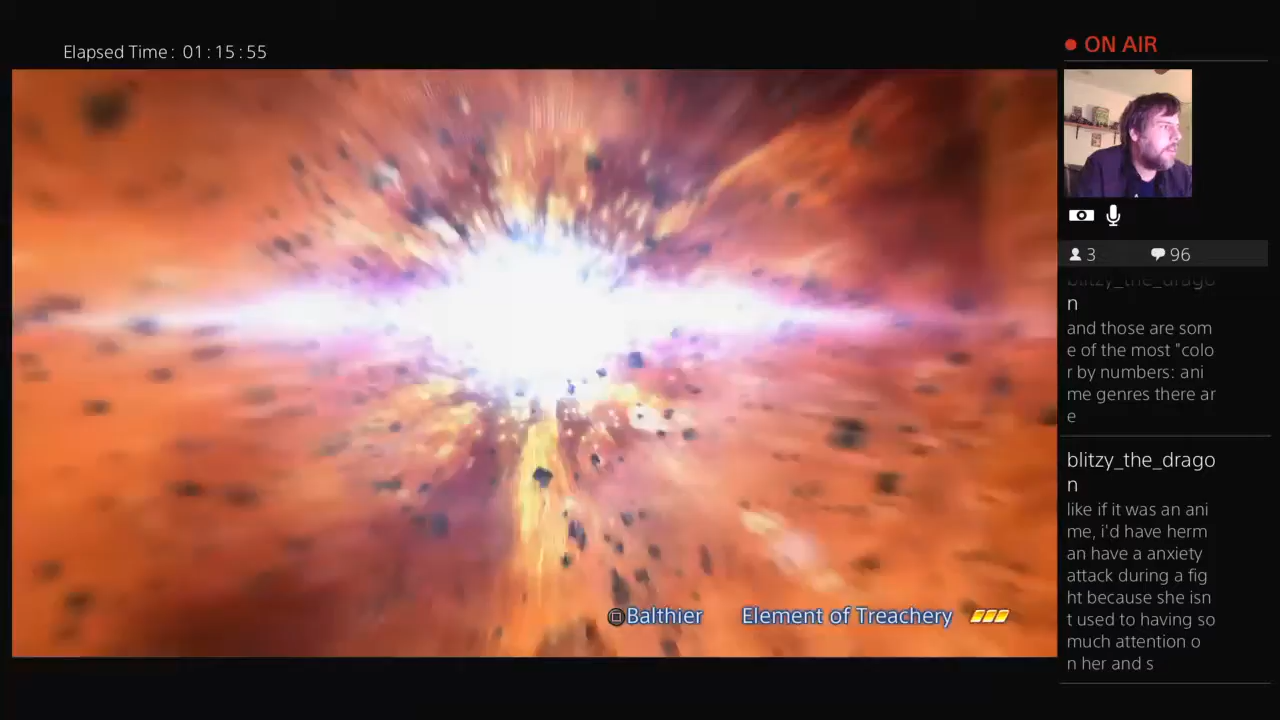 Elapsed Time: 01:15:55
ON AIR
3 96
blitzy_the_drago
n
and those are som
e of the most "colo
r by numbers: ani
me genres there ar
e
blitzy_the_drago
n
like if it was an ani
me, i'd have herm
an have a anxiety
attack during a fig
ht because she isn
t used to having so
much attention o
n her and s
Balthier Element of Treachery